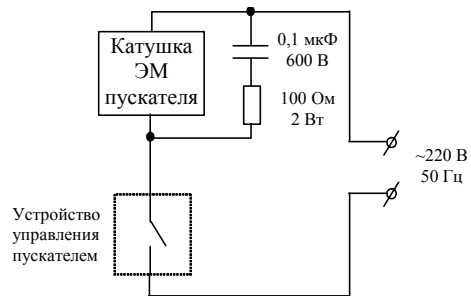 Катушка
ЭМ
пускателя
0,1 мкФ
600 В
100 Ом
2 Вт
~220 В
50 Гц
Устройство
управления
пускателем